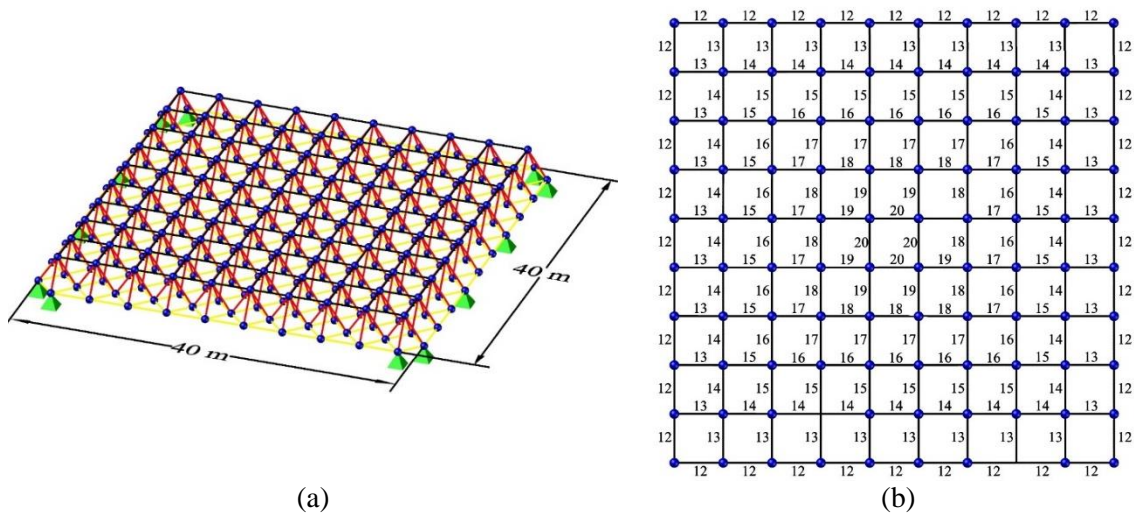 12 12 12 12 12 12 12 12 12
12 13 13 13 13 13 13 13 13 12
13 14 14 14 14 14 14 14 13
12 14 15 15 15 15 15 15 14 12
13 15 16 16 16 16 16 15 13
12 14 16 17 17 17 17 16 14 12
13 15 17 18 18 18 17 15 13
12 14 16 18 19 19 18 16 14 12
13 15 17 19 20 17 15 13
12 14 16 18 20 20 18 16 14 12
13 15 17 19 20 19 17 15 13
12 14 16 18 19 19 18 16 14 12
13 15 17 18 18 18 17 15 13
12 14 16 17 17 17 17 16 14 12
13 15 16 16 16 16 16 15 13
12 14 15 15 15 15 15 15 14 12
13 14 14 14 14 14 14 14 13
12 13 13 13 13 13 13 13 13 12
12 12 12 12 12 12 12 12 12
40 m
40 m
(a)
(b)